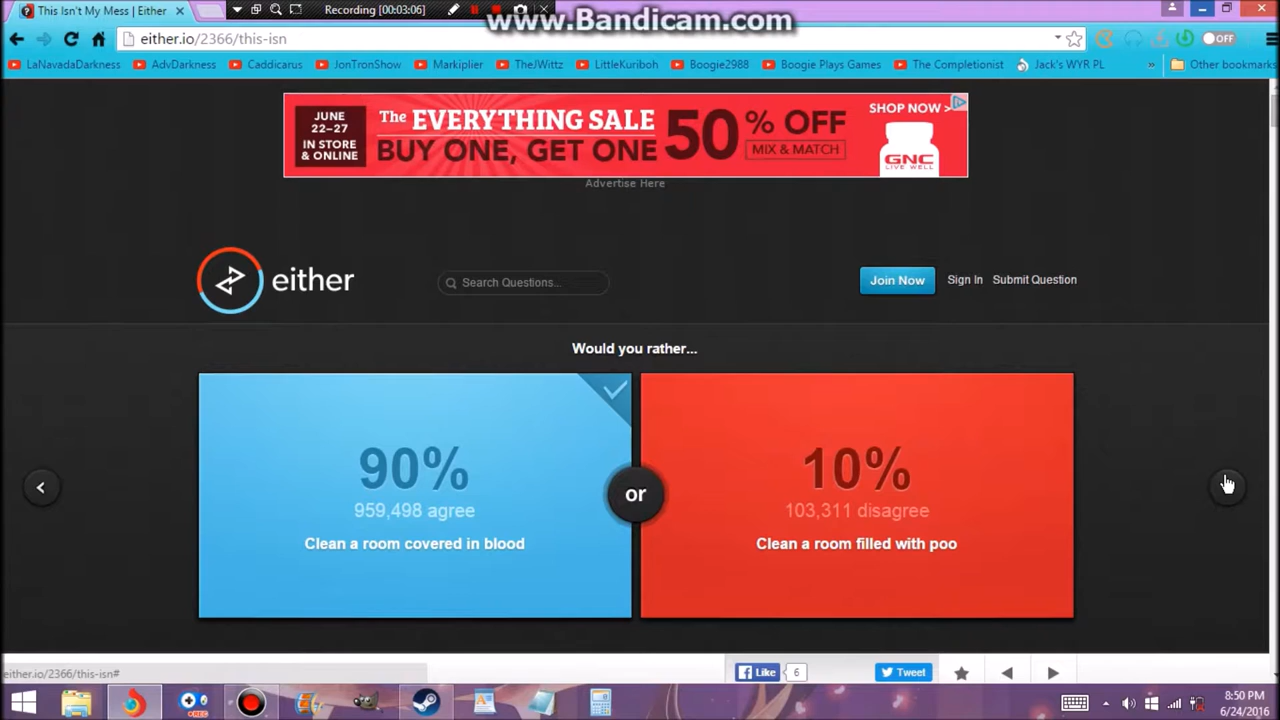 This Isn't My Mess | Either
Recording [00:03:06]
www.Bandicam.com
either.io/2366/this-isn
OFF
LaNavadaDarkness
AdvDarkness
Caddicarus
JonTronShow
Markiplier
TheJWittz
LittleKuriboh
Boogie2988
Boogie Plays Games
The Completionist
Jack's WYR PL
»
Other bookmarks
JUNE
22–27
IN STORE
& ONLINE
The EVERYTHING SALE
BUY ONE, GET ONE
50% OFF
MIX & MATCH
SHOP NOW >
GNC
LIVE WELL
Advertise Here
either
Search Questions...
Join Now
Sign In
Submit Question
Would you rather...
90%
959,498 agree
Clean a room covered in blood
or
10%
103,311 disagree
Clean a room filled with poo
either.io/2366/this-isn#
Like
6
Tweet
REC
8:50 PM
6/24/2016